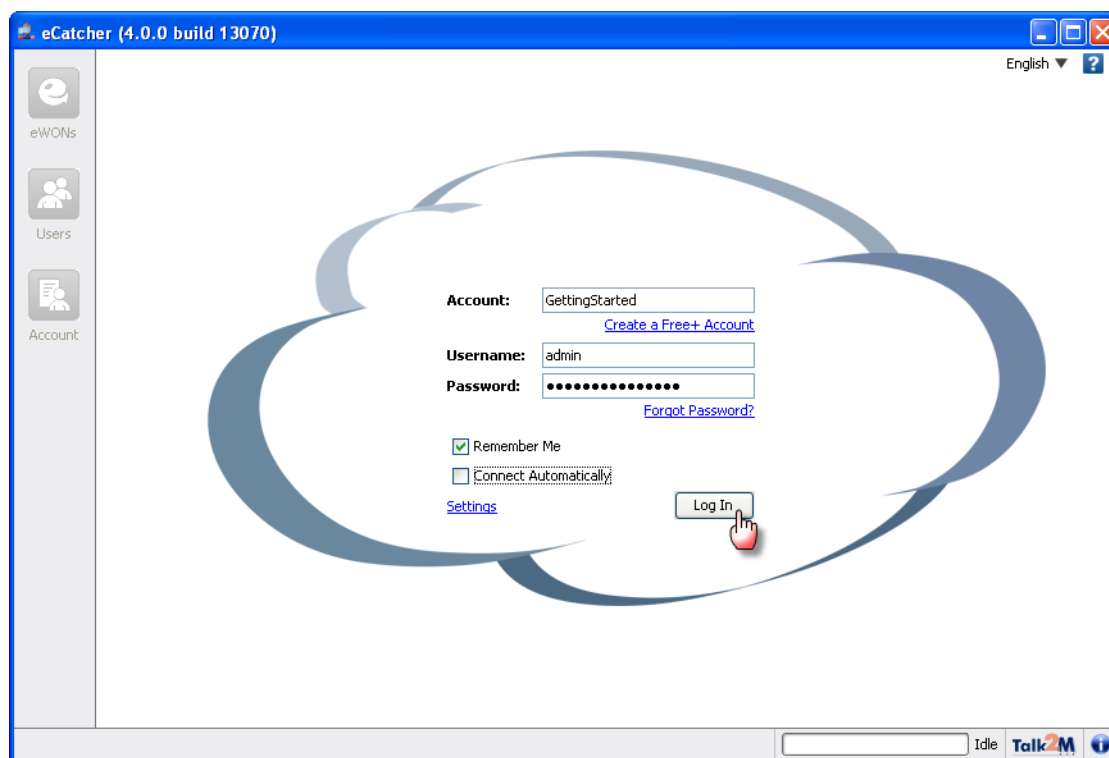 eCatcher (4.0.0 build 13070)
English
?
eWONs
Users
Account
Account:
GettingStarted
Create a Free+ Account
Username:
admin
Password:
•••••••••••••••
Forgot Password?
Remember Me
Connect Automatically
Settings
Log In
Idle
Talk2M